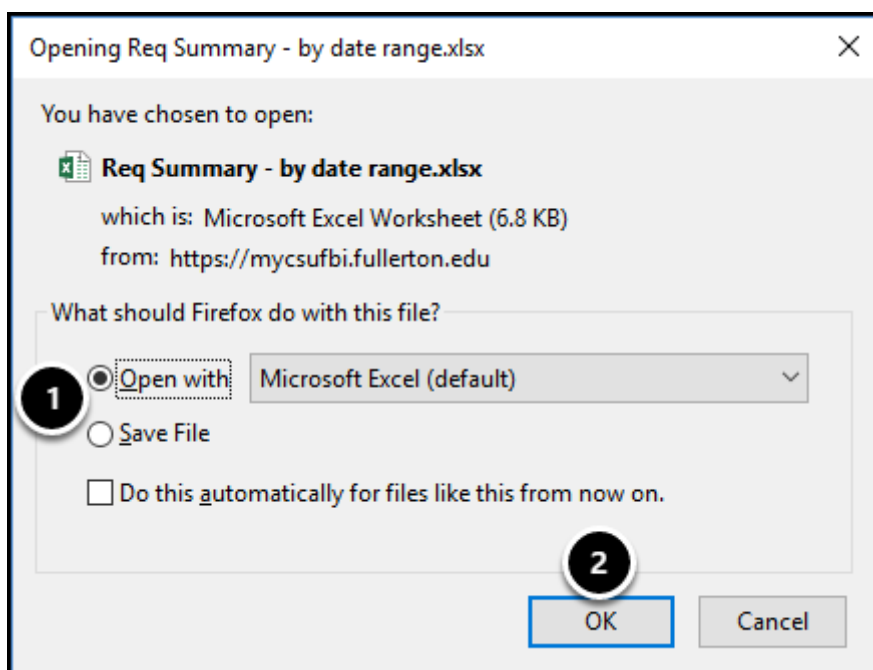 Opening Req Summary - by date range.xlsx
You have chosen to open:
Req Summary - by date range.xlsx
which is: Microsoft Excel Worksheet (6.8 KB)
from: https://mycsufbi.fullerton.edu
What should Firefox do with this file?
1
Open with Microsoft Excel (default)
Save File
Do this automatically for files like this from now on.
2
OK Cancel